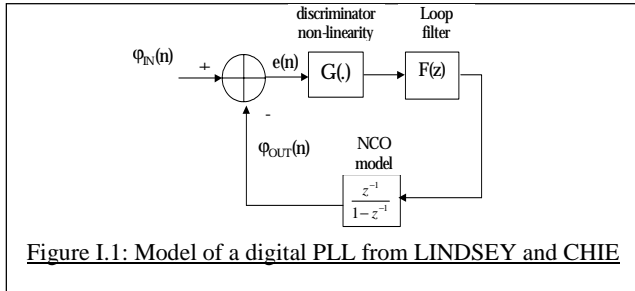 discriminator
non-linearity
Loop
filter
φIN(n)
+
e(n)
G(.)
F(z)
-
φOUT(n)
NCO
model
z⁻¹
1−z⁻¹
Figure I.1: Model of a digital PLL from LINDSEY and CHIE